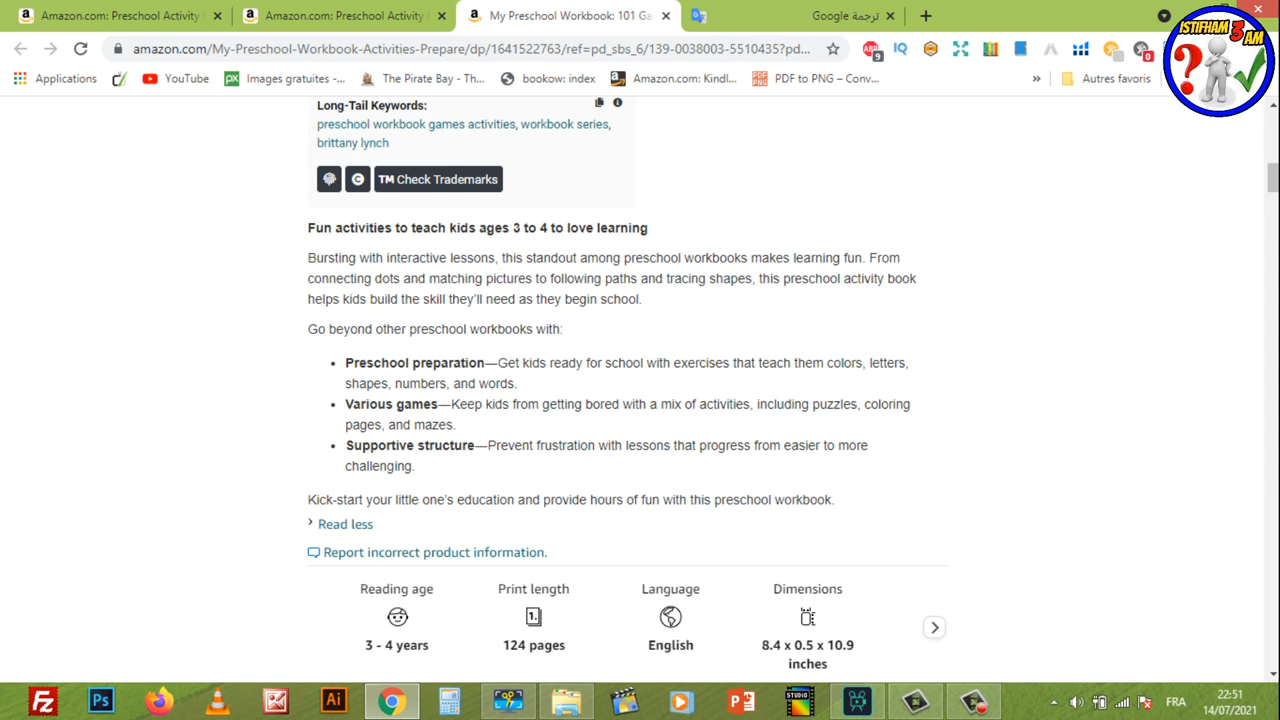 Amazon.com: Preschool Activity
Amazon.com: Preschool Activity
My Preschool Workbook: 101 Ga
ترجمة Google
amazon.com/My-Preschool-Workbook-Activities-Prepare/dp/1641522763/ref=pd_sbs_6/139-0038003-5510435?pd...
ABP
9
IQ
0
Applications
YouTube
px
Images gratuites -...
The Pirate Bay - Th...
bookow: index
Amazon.com: Kindl...
PDF to PNG – Conv...
»
Autres favoris
ISTIFHAM 3AM
Long-Tail Keywords:
preschool workbook games activities, workbook series,
brittany lynch
C
TM Check Trademarks
Fun activities to teach kids ages 3 to 4 to love learning
Bursting with interactive lessons, this standout among preschool workbooks makes learning fun. From
connecting dots and matching pictures to following paths and tracing shapes, this preschool activity book
helps kids build the skill they'll need as they begin school.
Go beyond other preschool workbooks with:
• Preschool preparation—Get kids ready for school with exercises that teach them colors, letters,
shapes, numbers, and words.
• Various games—Keep kids from getting bored with a mix of activities, including puzzles, coloring
pages, and mazes.
• Supportive structure—Prevent frustration with lessons that progress from easier to more
challenging.
Kick-start your little one's education and provide hours of fun with this preschool workbook.
Read less
Report incorrect product information.
Reading age
Print length
Language
Dimensions
1.
3 - 4 years
124 pages
English
8.4 x 0.5 x 10.9
inches
Fz
Ps
Ai
P
STUDIO
FRA
22:51
14/07/2021